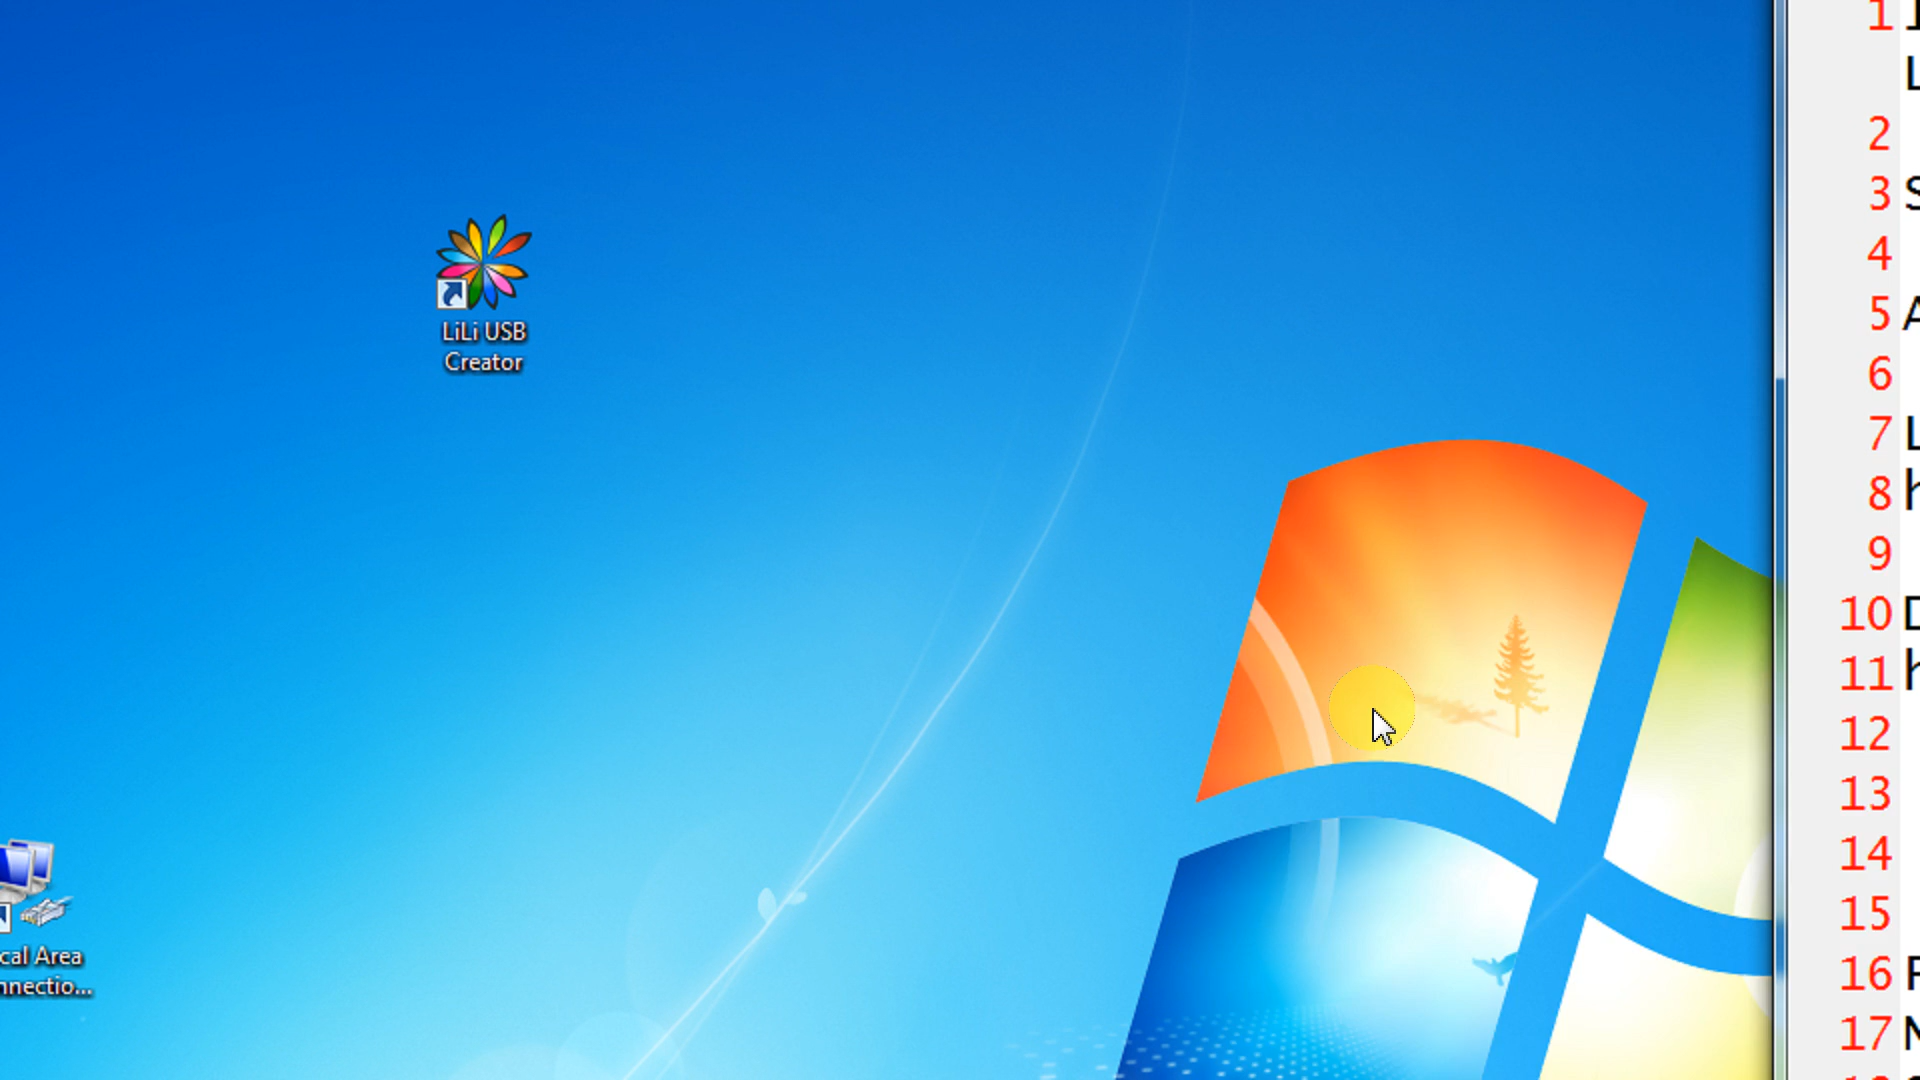 LiLi USB
Creator
cal Area
nnectio...
1
L
2
3 S
4
5 A
6
7 L
8 h
9
10 D
11 h
12
13
14
15
16 F
17 N